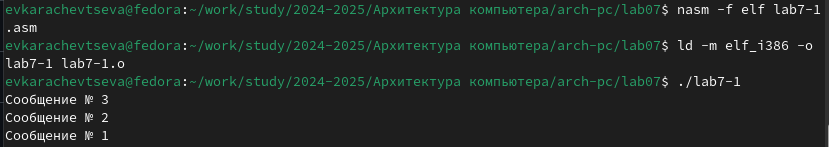 evkarachevtseva@fedora:~/work/study/2024-2025/Архитектура компьютера/arch-pc/lab07$ nasm -f elf lab7-1
.asm
evkarachevtseva@fedora:~/work/study/2024-2025/Архитектура компьютера/arch-pc/lab07$ ld -m elf_i386 -o
lab7-1 lab7-1.o
evkarachevtseva@fedora:~/work/study/2024-2025/Архитектура компьютера/arch-pc/lab07$ ./lab7-1
Сообщение № 3
Сообщение № 2
Сообщение № 1